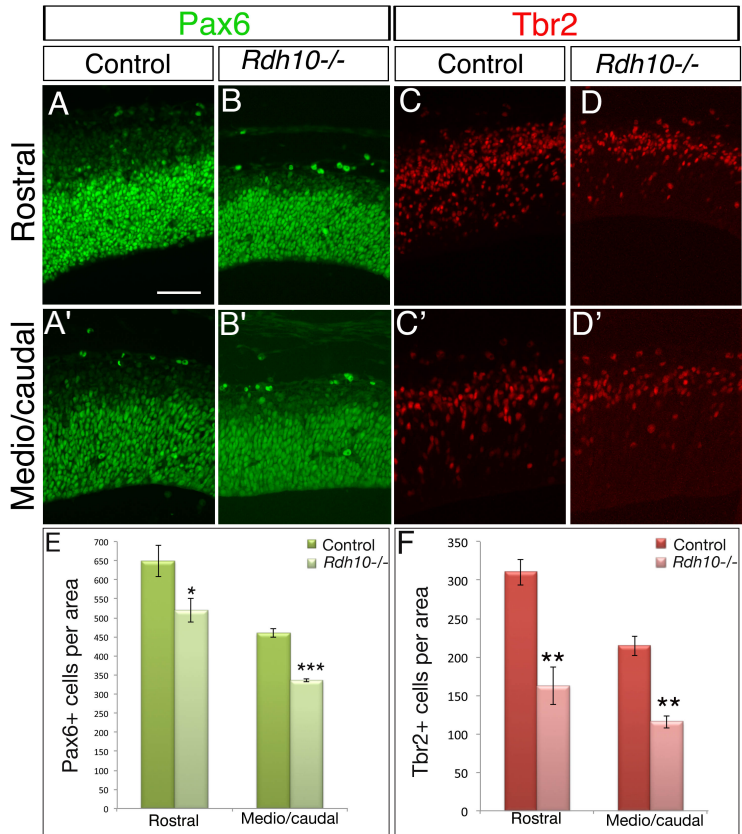 Pax6 Tbr2
Control Rdh10-/- Control Rdh10-/-
Rostral
A B C D
Medio/caudal
A' B' C' D'
E
Pax6+ cells per area
700
650
600
550
500
450
400
350
300
250
200
150
100
50
0
Control
Rdh10-/-
*
***
Rostral Medio/caudal
F
Tbr2+ cells per area
350
300
250
200
150
100
50
0
Control
Rdh10-/-
**
**
Rostral Medio/caudal